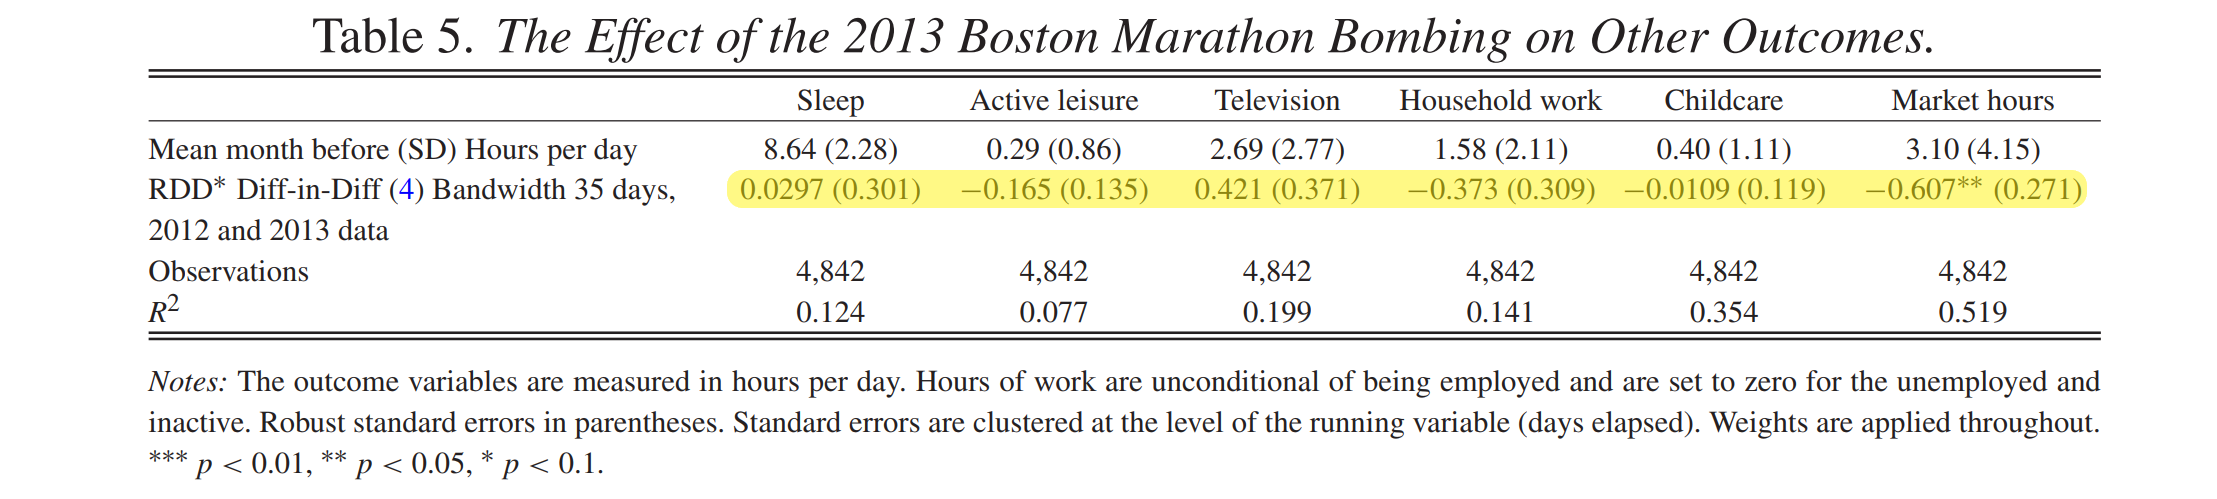 Table 5. The Effect of the 2013 Boston Marathon Bombing on Other Outcomes.
Sleep Active leisure Television Household work Childcare Market hours
Mean month before (SD) Hours per day 8.64 (2.28) 0.29 (0.86) 2.69 (2.77) 1.58 (2.11) 0.40 (1.11) 3.10 (4.15)
RDD* Diff-in-Diff (4) Bandwidth 35 days, 0.0297 (0.301) −0.165 (0.135) 0.421 (0.371) −0.373 (0.309) −0.0109 (0.119) −0.607** (0.271)
2012 and 2013 data
Observations 4,842 4,842 4,842 4,842 4,842 4,842
R² 0.124 0.077 0.199 0.141 0.354 0.519
Notes: The outcome variables are measured in hours per day. Hours of work are unconditional of being employed and are set to zero for the unemployed and
inactive. Robust standard errors in parentheses. Standard errors are clustered at the level of the running variable (days elapsed). Weights are applied throughout.
*** p < 0.01, ** p < 0.05, * p < 0.1.